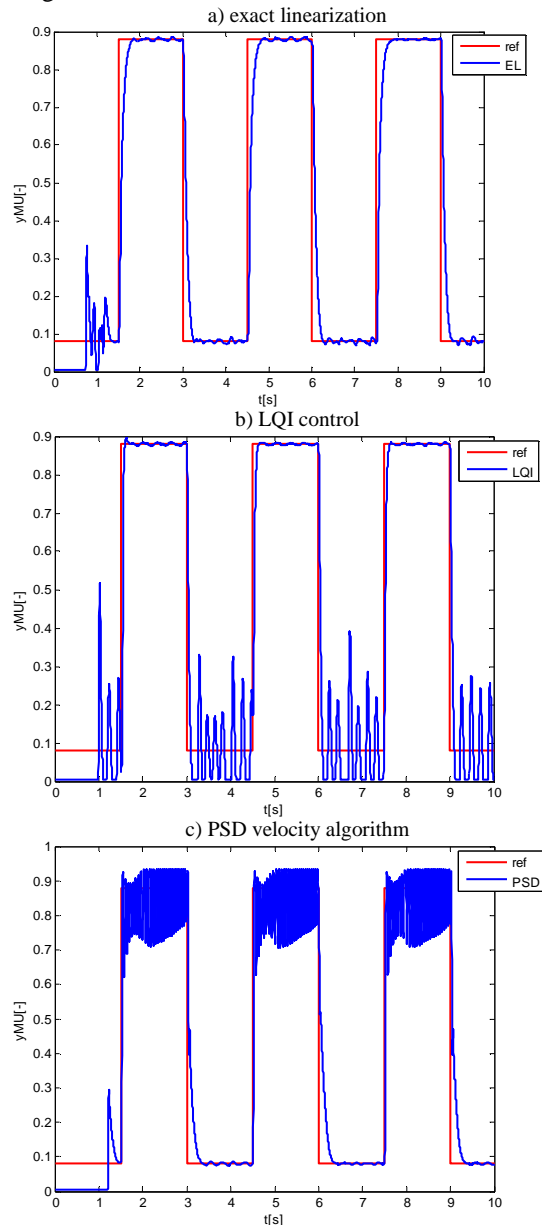 a) exact linearization
0.9
0.8
0.7
0.6
0.5
0.4
0.3
0.2
0.1
0
yMU[-]
ref
EL
0 1 2 3 4 5 6 7 8 9 10
t[s]
b) LQI control
0.9
0.8
0.7
0.6
0.5
0.4
0.3
0.2
0.1
0
yMU[-]
ref
LQI
0 1 2 3 4 5 6 7 8 9 10
t[s]
c) PSD velocity algorithm
1
0.9
0.8
0.7
0.6
0.5
0.4
0.3
0.2
0.1
0
yMU[-]
ref
PSD
0 1 2 3 4 5 6 7 8 9 10
t[s]